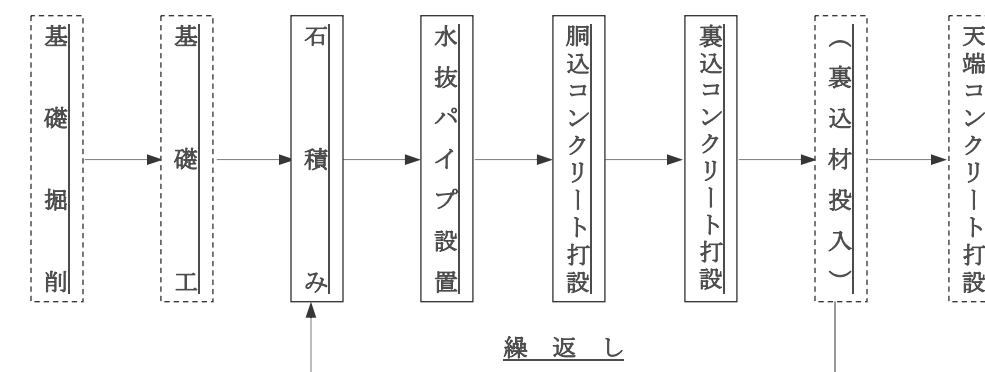 基礎掘削
基礎工
石積み
水抜パイプ設置
胴込コンクリート打設
裏込コンクリート打設
（裏込材投入）
天端コンクリート打設
繰返し